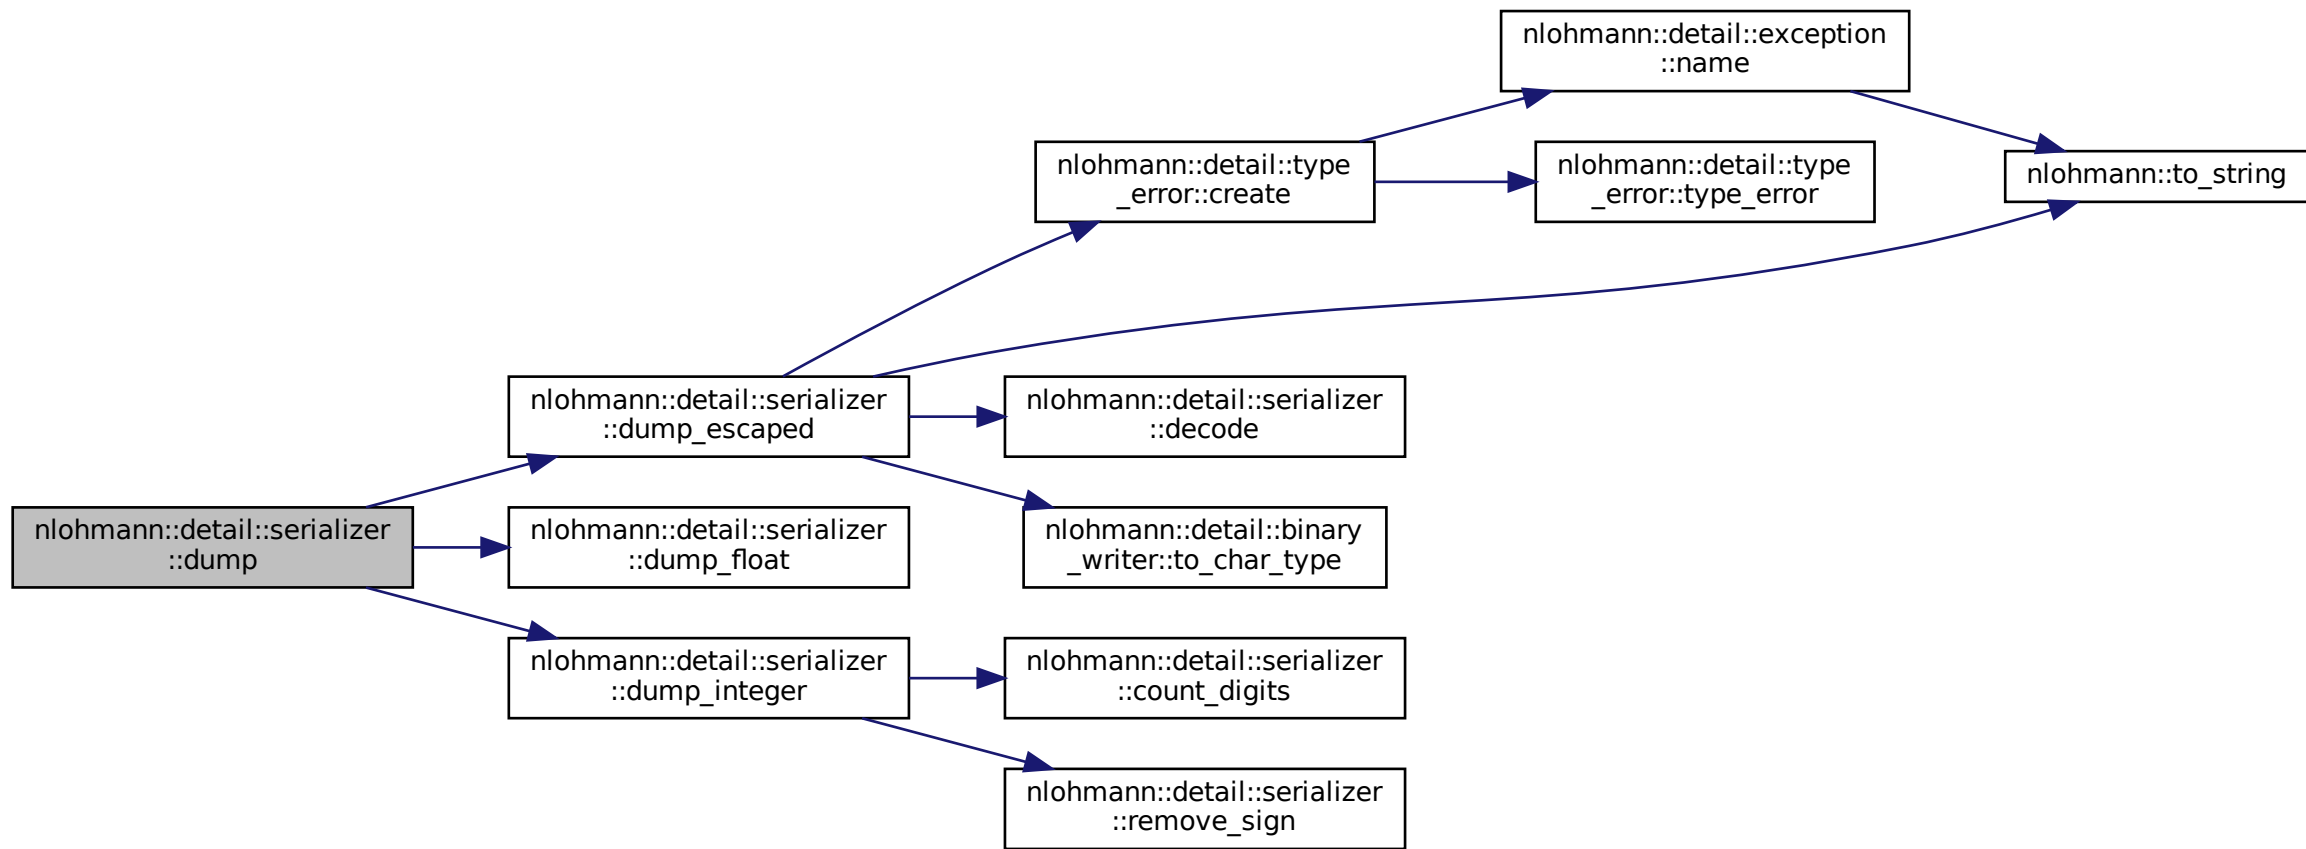 nlohmann::detail::exception
::name
nlohmann::detail::type
_error::create
nlohmann::detail::type
_error::type_error
nlohmann::to_string
nlohmann::detail::serializer
::dump_escaped
nlohmann::detail::serializer
::decode
nlohmann::detail::serializer
::dump
nlohmann::detail::serializer
::dump_float
nlohmann::detail::binary
_writer::to_char_type
nlohmann::detail::serializer
::dump_integer
nlohmann::detail::serializer
::count_digits
nlohmann::detail::serializer
::remove_sign